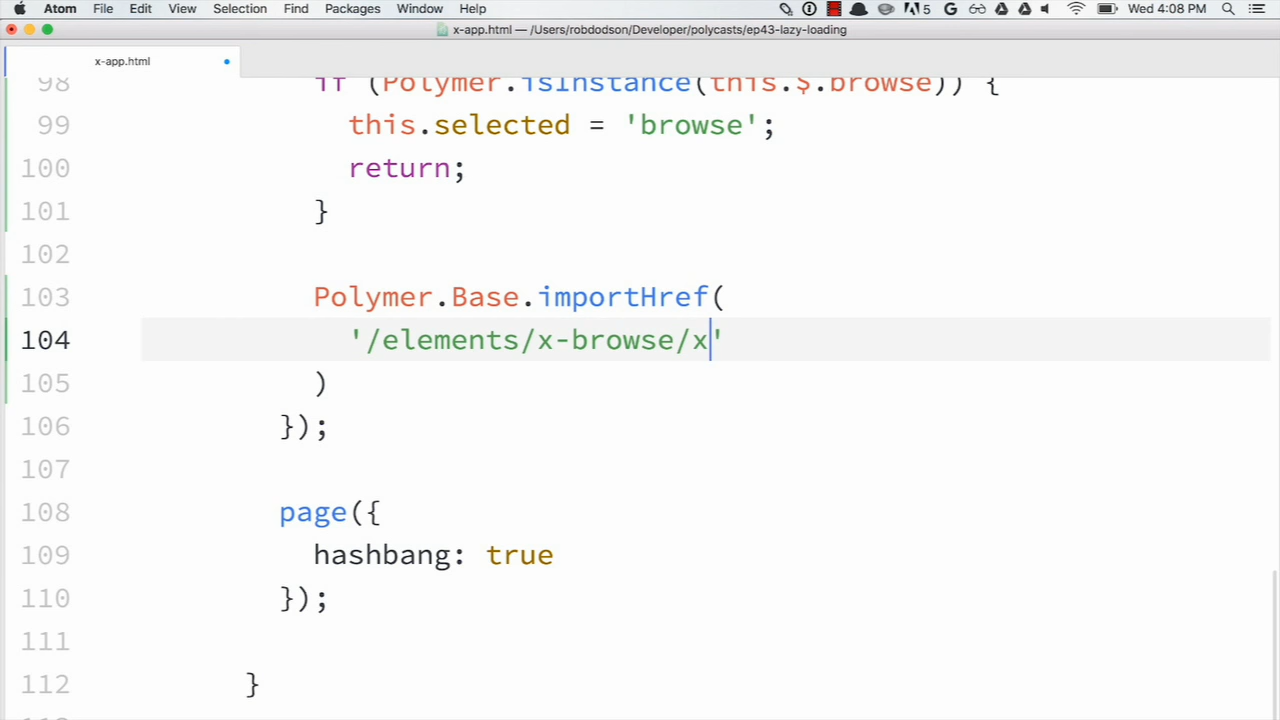 Atom File Edit View Selection Find Packages Window Help 5 Wed 4:08 PM
x-app.html — /Users/robdodson/Developer/polycasts/ep43-lazy-loading
x-app.html
98 if (Polymer.isInstance(this.$.browse)) {
99 this.selected = 'browse';
100 return;
101 }
102
103 Polymer.Base.importHref(
104 '/elements/x-browse/x'
105 )
106 });
107
108 page({
109 hashbang: true
110 });
111
112 }